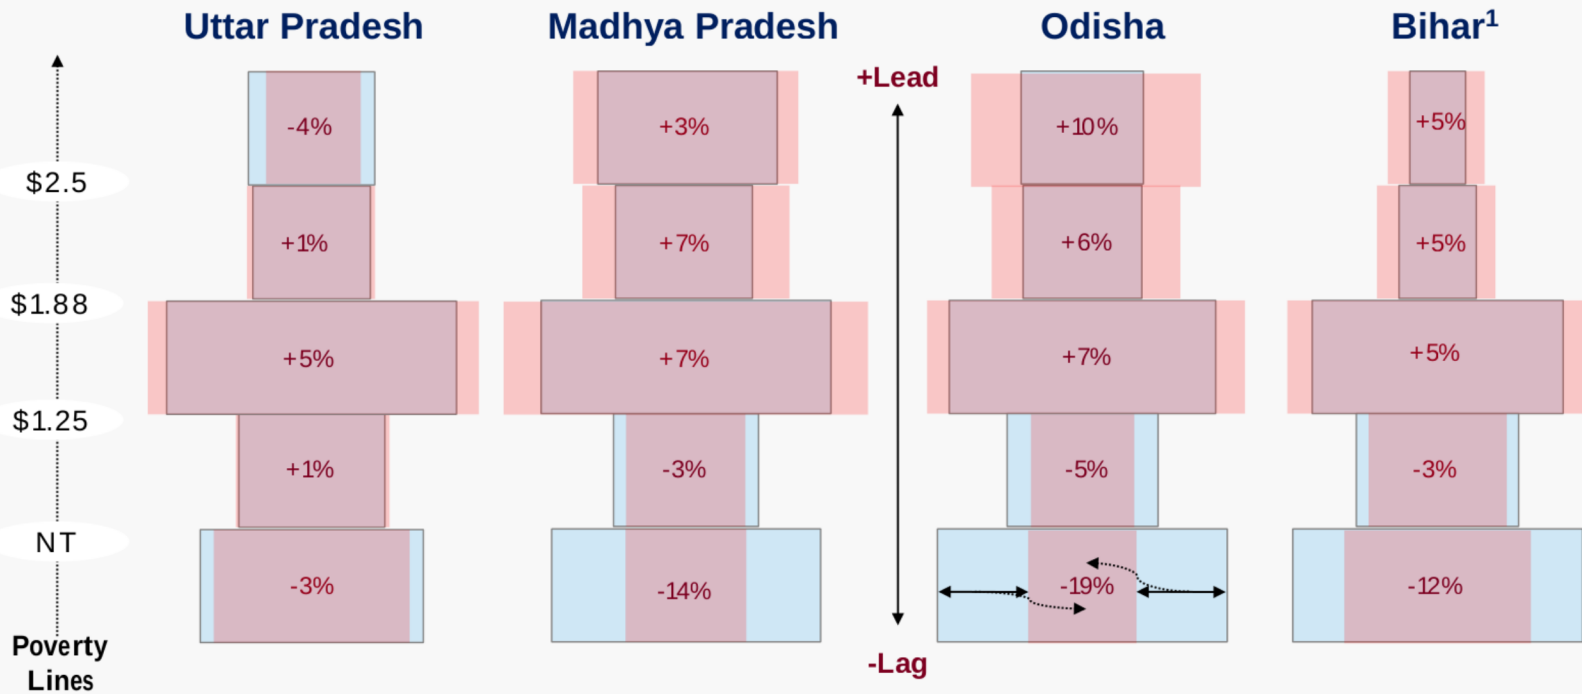 Uttar Pradesh
Madhya Pradesh
Odisha
Bihar¹
+Lead
-4%
+3%
+10%
+5%
$2.5
+1%
+7%
+6%
+5%
$1.88
+5%
+7%
+7%
+5%
$1.25
+1%
-3%
-5%
-3%
NT
-3%
-14%
-19%
-12%
Poverty
Lines
-Lag